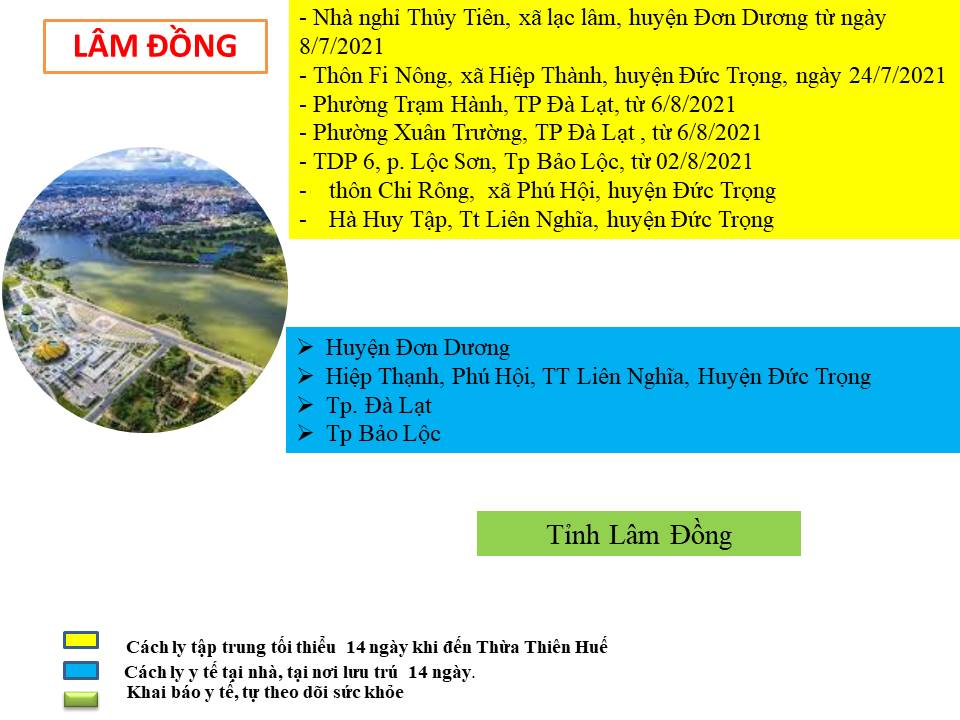 LÂM ĐỒNG
- Nhà nghỉ Thủy Tiên, xã lạc lâm, huyện Đơn Dương từ ngày
8/7/2021
- Thôn Fi Nông, xã Hiệp Thành, huyện Đức Trọng, ngày 24/7/2021
- Phường Trạm Hành, TP Đà Lạt, từ 6/8/2021
- Phường Xuân Trường, TP Đà Lạt , từ 6/8/2021
- TDP 6, p. Lộc Sơn, Tp Bảo Lộc, từ 02/8/2021
- thôn Chi Rông, xã Phú Hội, huyện Đức Trọng
- Hà Huy Tập, Tt Liên Nghĩa, huyện Đức Trọng
➢ Huyện Đơn Dương
➢ Hiệp Thạnh, Phú Hội, TT Liên Nghĩa, Huyện Đức Trọng
➢ Tp. Đà Lạt
➢ Tp Bảo Lộc
Tỉnh Lâm Đồng
Cách ly tập trung tối thiểu 14 ngày khi đến Thừa Thiên Huế
Cách ly y tế tại nhà, tại nơi lưu trú 14 ngày.
Khai báo y tế, tự theo dõi sức khỏe